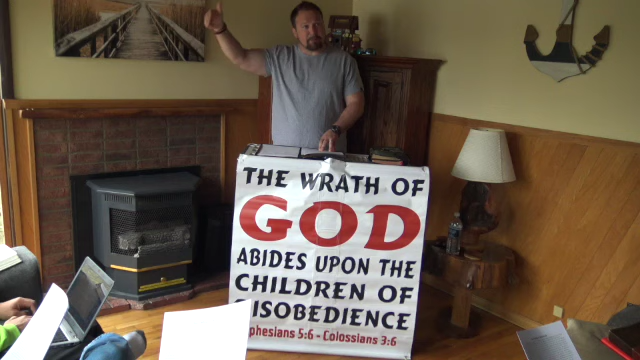 THE WRATH OF
GOD
ABIDES UPON THE
CHILDREN OF
DISOBEDIENCE
Ephesians 5:6 - Colossians 3:6